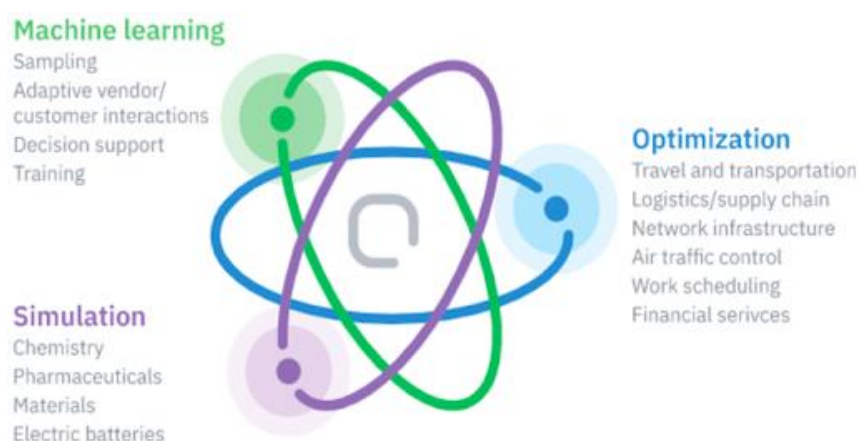 Machine learning
Sampling
Adaptive vendor/
customer interactions
Decision support
Training
Optimization
Travel and transportation
Logistics/supply chain
Network infrastructure
Air traffic control
Work scheduling
Financial serivces
Simulation
Chemistry
Pharmaceuticals
Materials
Electric batteries